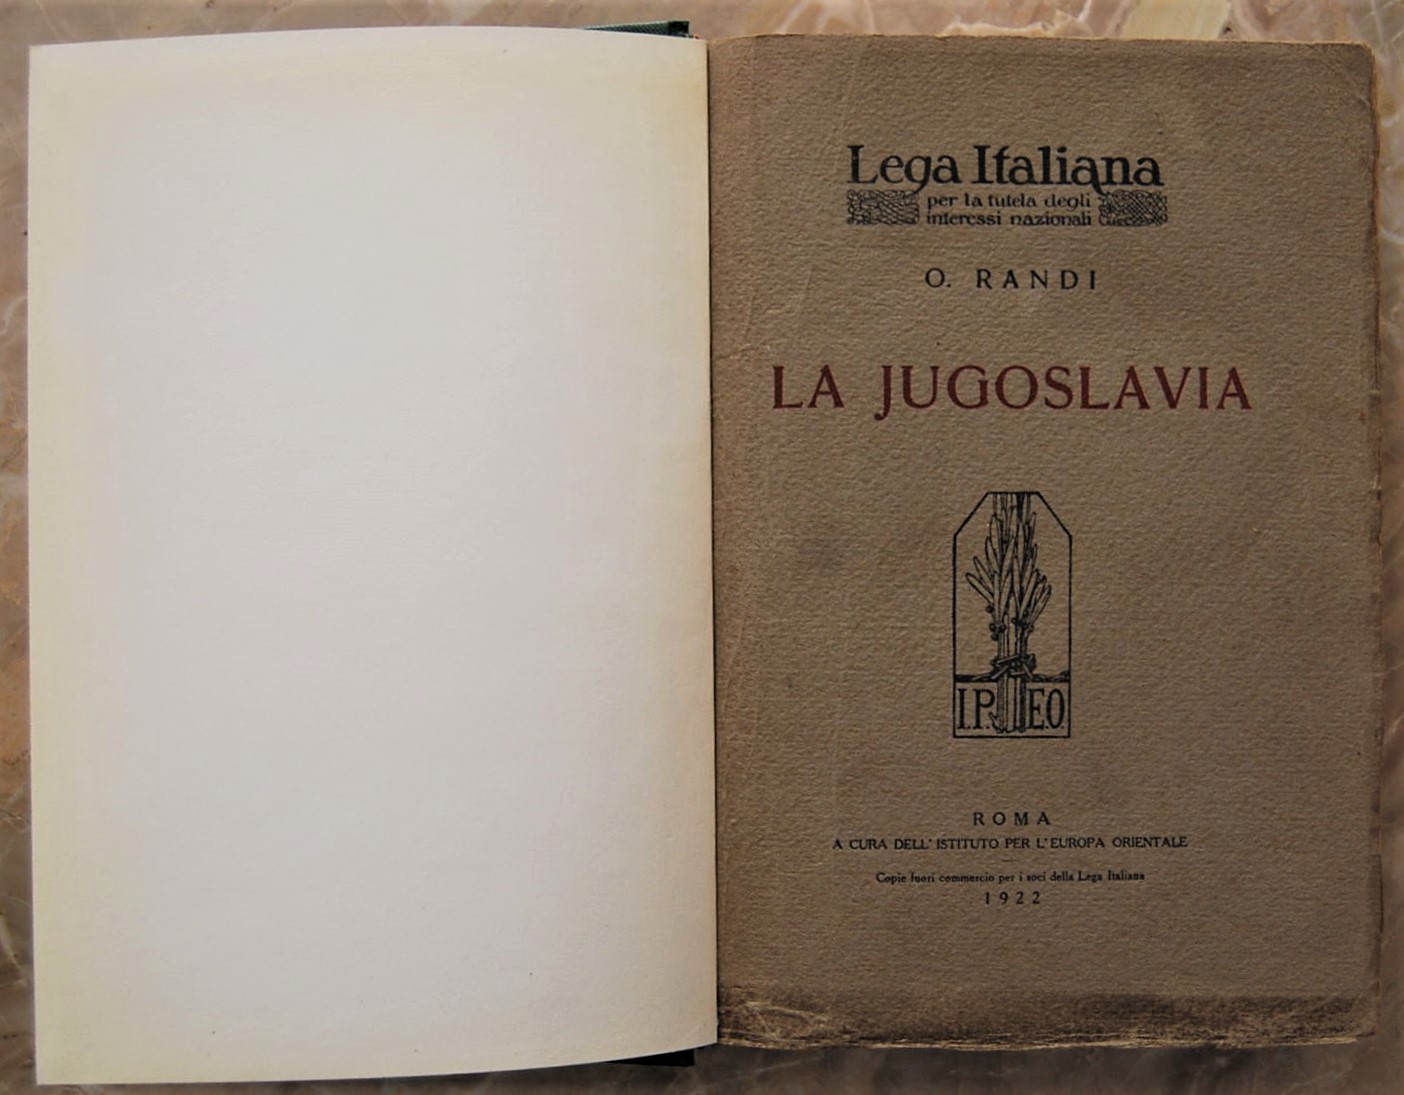 Lega Italiana
per la tutela degli
interessi nazionali
O. RANDI
LA JUGOSLAVIA
I.P.E.O.
ROMA
A CURA DELL' ISTITUTO PER L'EUROPA ORIENTALE
Copie fuori commercio per i soci della Lega Italiana
1922